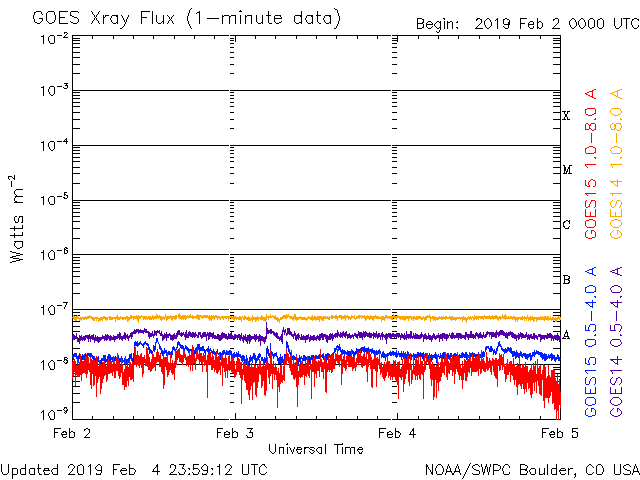 GOES Xray Flux (1-minute data)
Begin: 2019 Feb 2 0000 UTC
10⁻²
10⁻³
10⁻⁴
10⁻⁵
10⁻⁶
10⁻⁷
10⁻⁸
10⁻⁹
Watts m⁻²
X
M
C
B
A
GOES15 1.0-8.0 A
GOES14 1.0-8.0 A
GOES15 0.5-4.0 A
GOES14 0.5-4.0 A
Feb 2 Feb 3 Feb 4 Feb 5
Universal Time
Updated 2019 Feb 4 23:59:12 UTC
NOAA/SWPC Boulder, CO USA